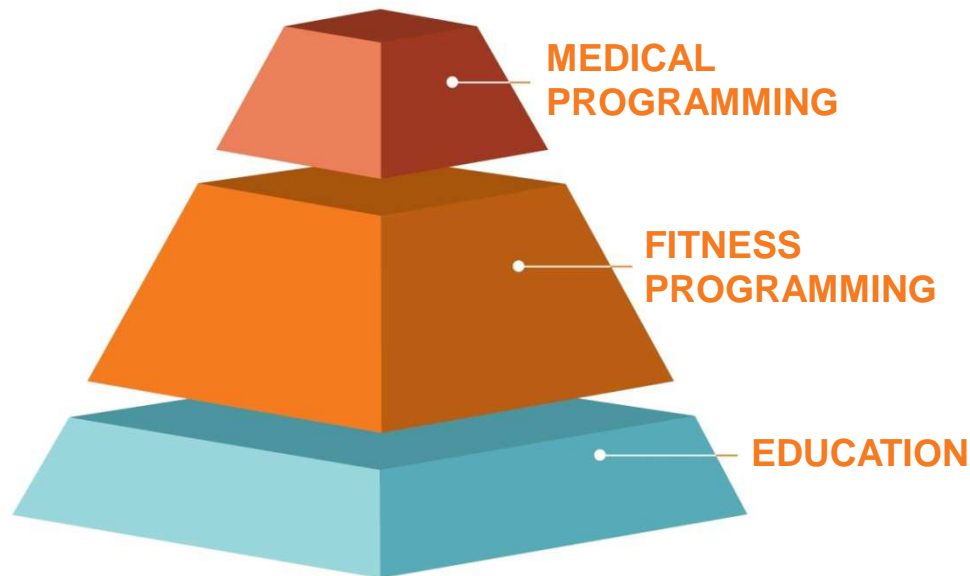 MEDICAL
PROGRAMMING
FITNESS
PROGRAMMING
EDUCATION